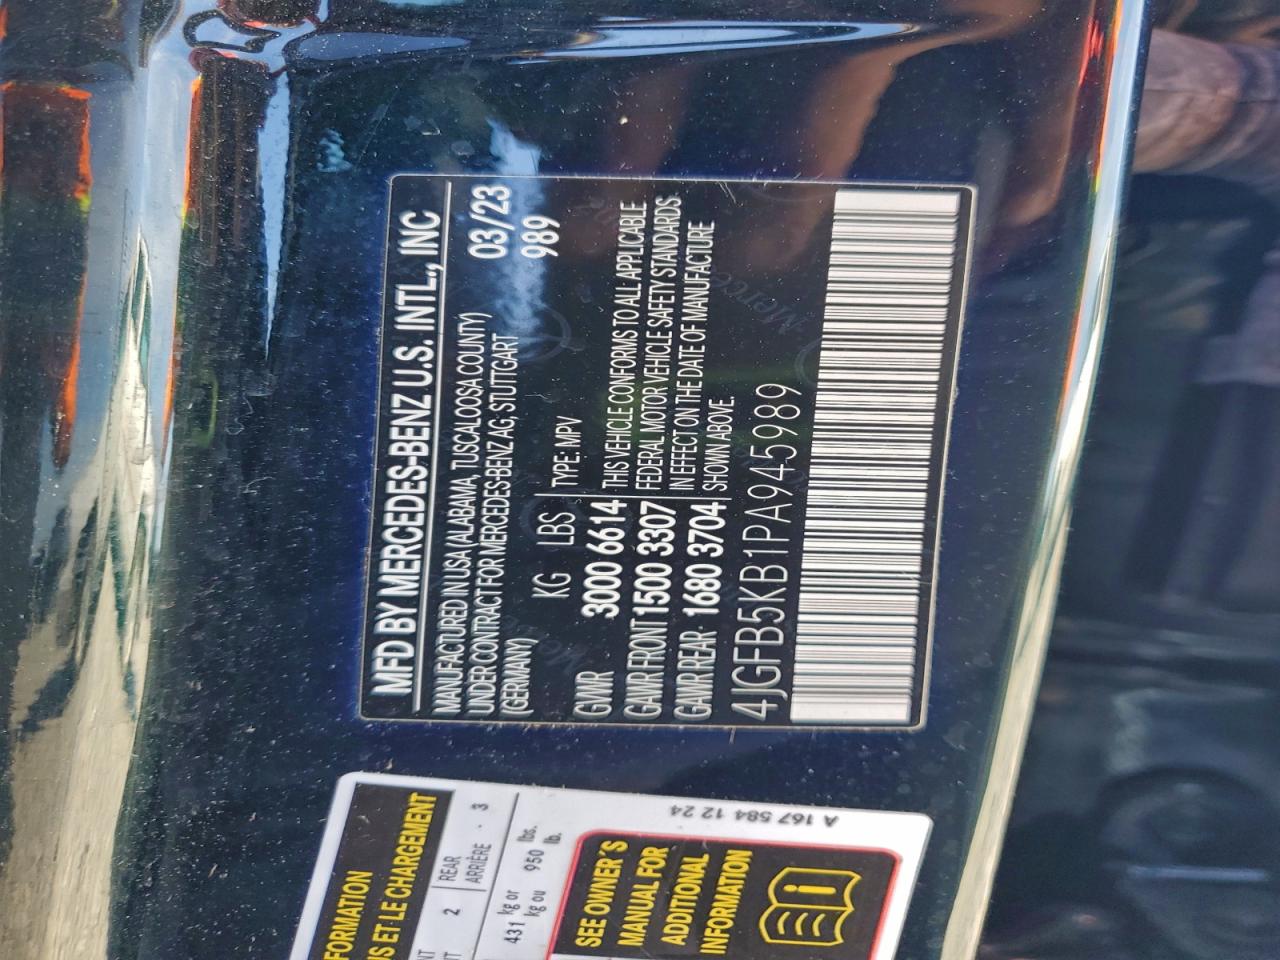 MFD BY MERCEDES-BENZ U.S. INTL., INC
MANUFACTURED IN USA (ALABAMA, TUSCALOOSA COUNTY) 03/23
UNDER CONTRACT FOR MERCEDES-BENZ AG, STUTTGART
(GERMANY) 989
KG LBS TYPE: MPV
GVWR 3000 6614
GAWR FRONT 1500 3307
GAWR REAR 1680 3704
THIS VEHICLE CONFORMS TO ALL APPLICABLE
FEDERAL MOTOR VEHICLE SAFETY STANDARDS
IN EFFECT ON THE DATE OF MANUFACTURE
SHOWN ABOVE.
4JGFB5KB1PA945989
FORMATION
ET LE CHARGEMENT
2 REAR 3
ARRIÈRE
431 kg or 950 lbs.
kg ou lb.
SEE OWNER'S
MANUAL FOR
ADDITIONAL
INFORMATION
A 167 584 12 24